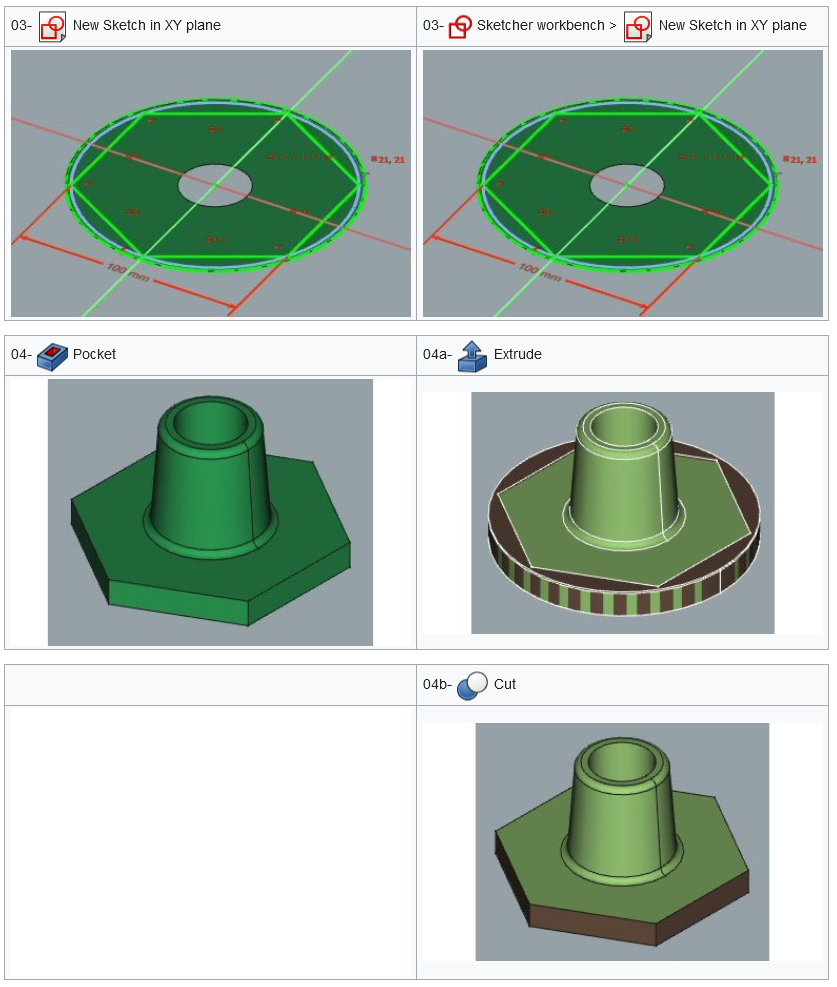 03- New Sketch in XY plane
03- Sketcher workbench > New Sketch in XY plane
21, 21
100 mm
21, 21
100 mm
04- Pocket
04a- Extrude
04b- Cut